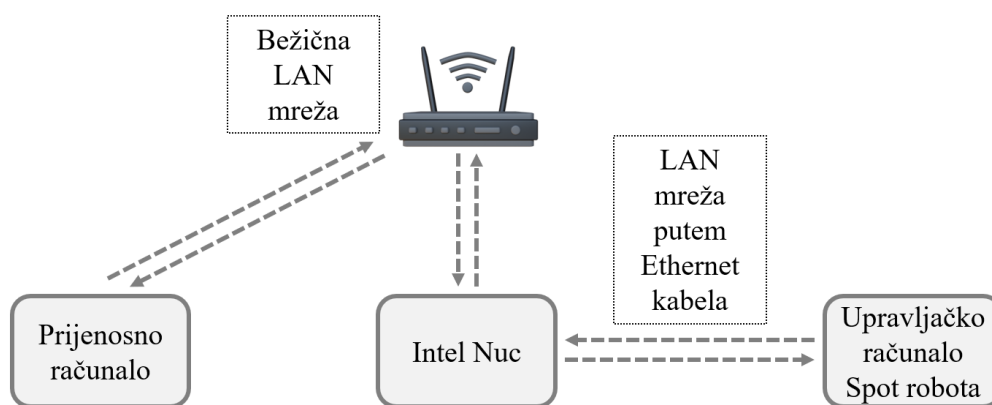 Bežična
LAN
mreža
LAN
mreža
putem
Ethernet
kabela
Prijenosno
računalo
Intel Nuc
Upravljačko
računalo
Spot robota